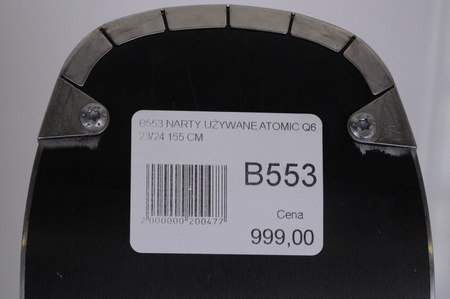 B553 NARTY UŻYWANE ATOMIC Q6
23/24 155 CM
B553
2000000200477
Cena
999,00